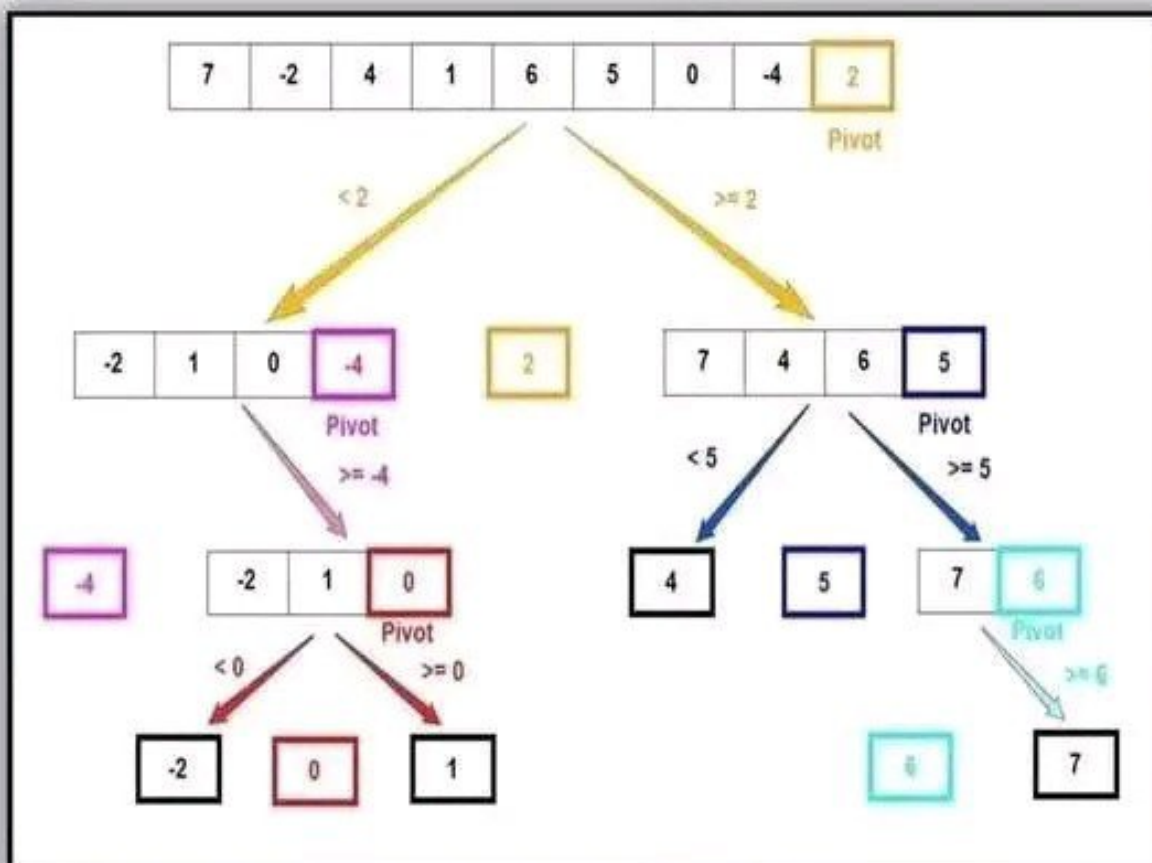 7 -2 4 1 6 5 0 -4 2
Pivot
< 2 >= 2
-2 1 0 -4 2 7 4 6 5
Pivot Pivot
< 5 >= 5
>= -4
-4 -2 1 0 4 5 7 6
Pivot Pivot
< 0 >= 0 >= 6
-2 0 1 6 7